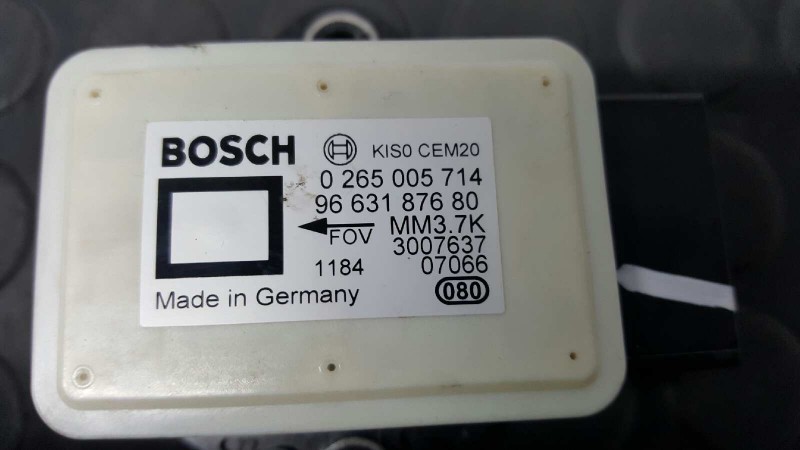 BOSCH KIS0 CEM20
0 265 005 714
96 631 876 80
FOV MM3.7K
3007637
1184 07066
Made in Germany 080